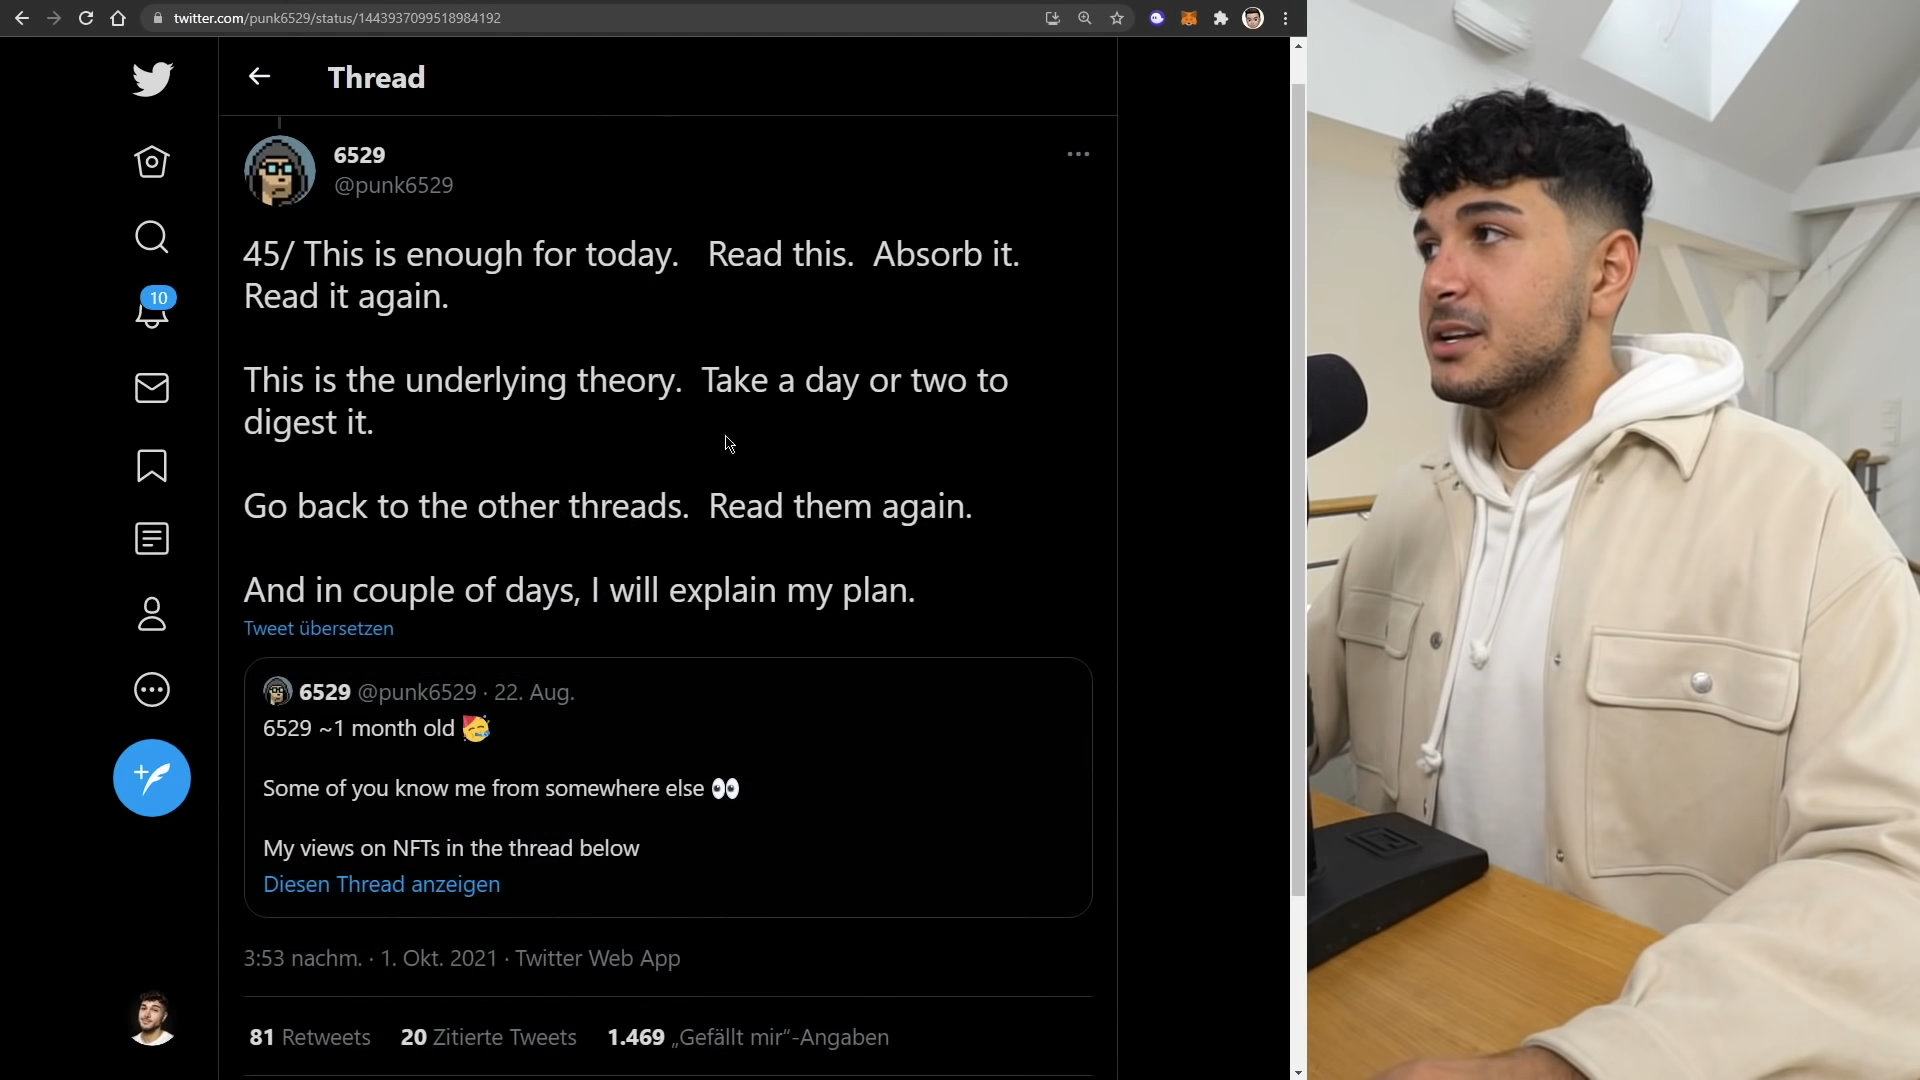 twitter.com/punk6529/status/1443937099518984192
Thread
6529
@punk6529
10
45/ This is enough for today. Read this. Absorb it.
Read it again.
This is the underlying theory. Take a day or two to
digest it.
Go back to the other threads. Read them again.
And in couple of days, I will explain my plan.
Tweet übersetzen
6529 @punk6529 · 22. Aug.
6529 ~1 month old 🥳
Some of you know me from somewhere else 👀
My views on NFTs in the thread below
Diesen Thread anzeigen
3:53 nachm. · 1. Okt. 2021 · Twitter Web App
81 Retweets 20 Zitierte Tweets 1.469 „Gefällt mir“-Angaben